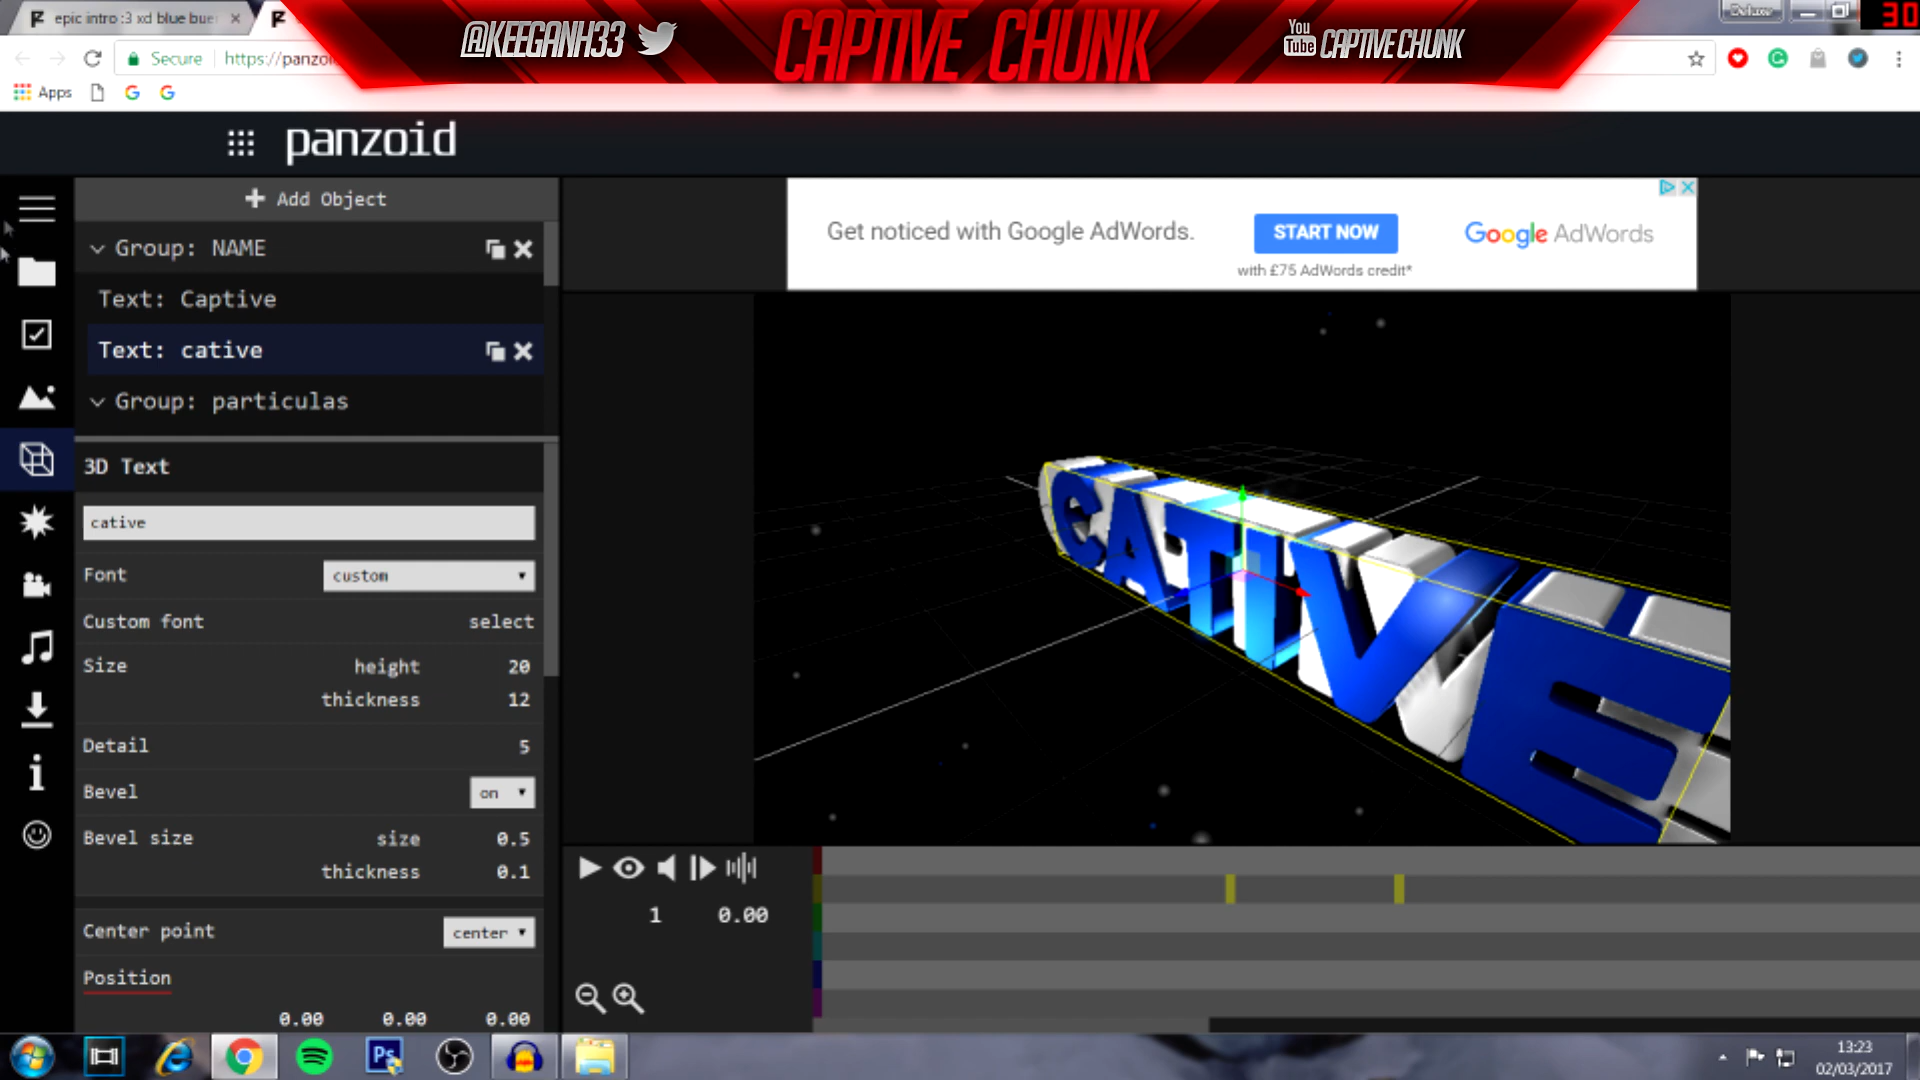 epic intro :3 xd blue bue
@KEEGANH33
CAPTIVE CHUNK
You
Tube
CAPTIVE CHUNK
Deluxe
30
Secure
https://panzoi
Apps
panzoid
Add Object
Group: NAME
Text: Captive
Text: cative
Group: particulas
3D Text
cative
Font
custom
Custom font
select
Size
height
20
thickness
12
Detail
5
Bevel
on
Bevel size
size
0.5
thickness
0.1
Center point
center
Position
0.00 0.00 0.00
Get noticed with Google AdWords.
START NOW
with £75 AdWords credit*
Google AdWords
CATIVE
1 0.00
Ps
13:23
02/03/2017